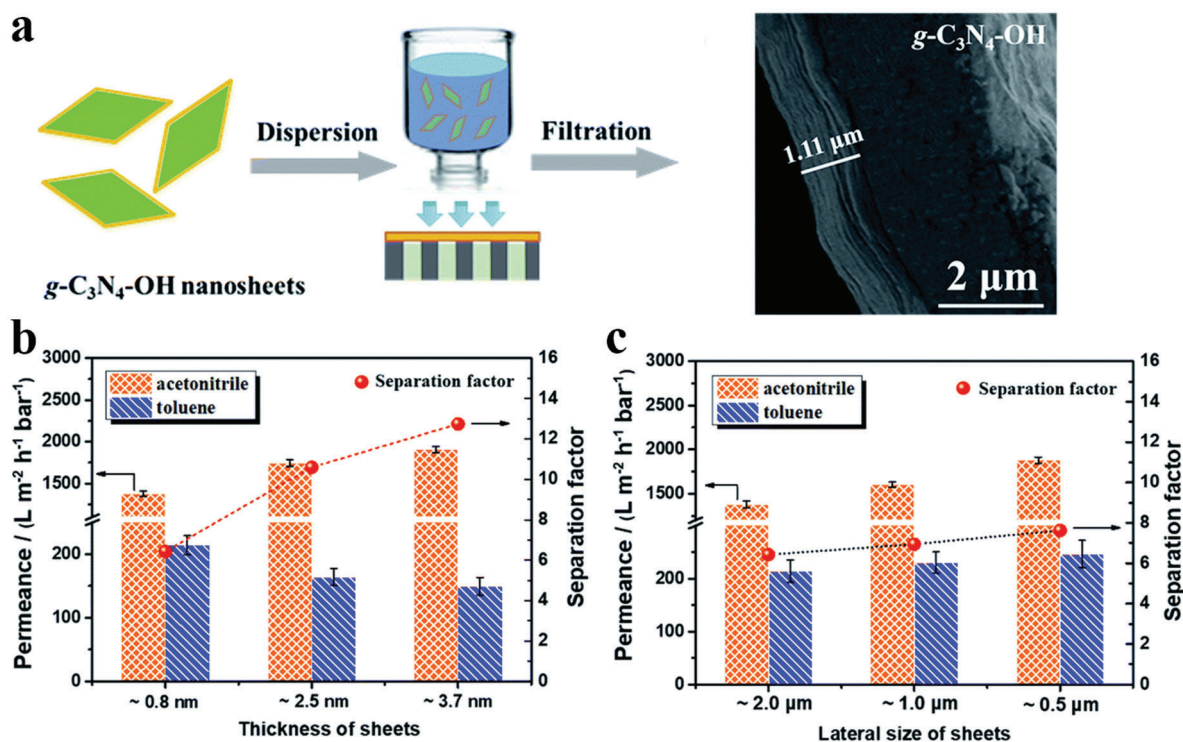 a
Dispersion
Filtration
g-C₃N₄-OH nanosheets
g-C₃N₄-OH
1.11 μm
2 μm
b
Permeance / (L m⁻² h⁻¹ bar⁻¹)
3000
2500
2000
1750
1500
200
150
100
0
acetonitrile
toluene
Separation factor
16
14
12
10
8
6
4
2
0
Separation factor
~ 0.8 nm
~ 2.5 nm
~ 3.7 nm
Thickness of sheets
c
Permeance / (L m⁻² h⁻¹ bar⁻¹)
3000
2500
2000
1750
1500
200
100
0
acetonitrile
toluene
Separation factor
16
14
12
10
8
6
4
2
0
Separation factor
~ 2.0 μm
~ 1.0 μm
~ 0.5 μm
Lateral size of sheets